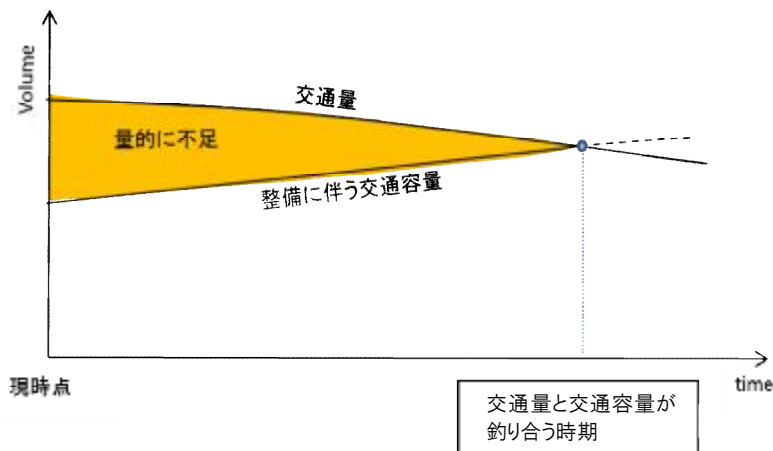 Volume
交通量
量的に不足
整備に伴う交通容量
現時点
time
交通量と交通容量が
釣り合う時期